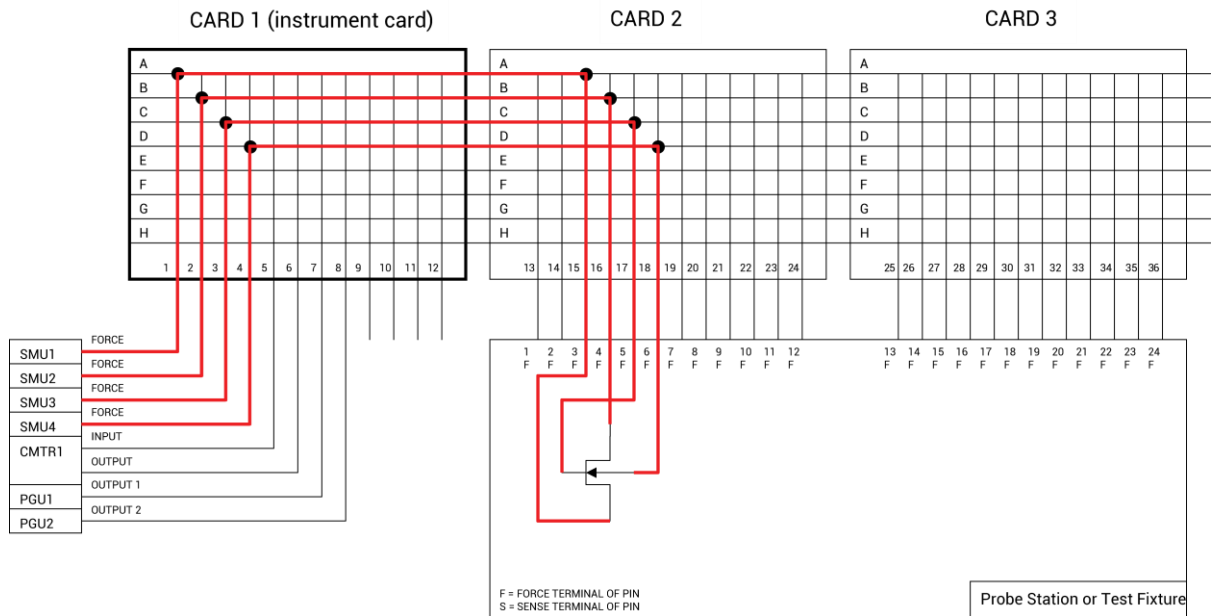 CARD 1 (instrument card)
CARD 2
CARD 3
A
B
C
D
E
F
G
H
1 2 3 4 5 6 7 8 9 10 11 12
A
B
C
D
E
F
G
H
13 14 15 16 17 18 19 20 21 22 23 24
A
B
C
D
E
F
G
H
25 26 27 28 29 30 31 32 33 34 35 36
SMU1
SMU2
SMU3
SMU4
CMTR1
PGU1
PGU2
FORCE
FORCE
FORCE
FORCE
INPUT
OUTPUT
OUTPUT 1
OUTPUT 2
1 2 3 4 5 6 7 8 9 10 11 12
F F F F F F F F F F F F
13 14 15 16 17 18 19 20 21 22 23 24
F F F F F F F F F F F F
F = FORCE TERMINAL OF PIN
S = SENSE TERMINAL OF PIN
Probe Station or Test Fixture